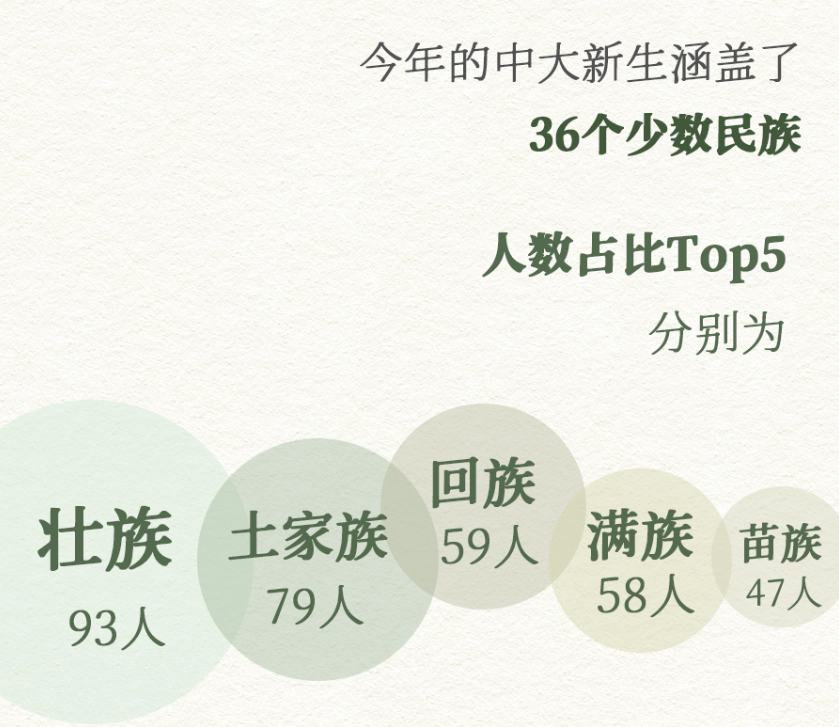 今年的中大新生涵盖了
36个少数民族
人数占比Top5
分别为
壮族
93人
土家族
79人
回族
59人
满族
58人
苗族
47人